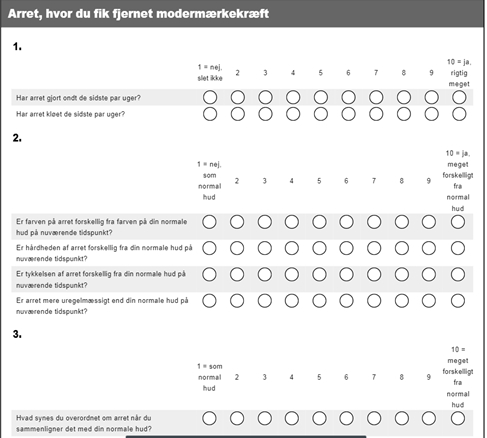 Arret, hvor du fik fjernet modermærkekræft
1.
1 = nej, slet ikke 2 3 4 5 6 7 8 9 10 = ja, rigtig meget
Har arret gjort ondt de sidste par uger?
Har arret kløet de sidste par uger?
2.
1 = nej, som normal hud 2 3 4 5 6 7 8 9 10 = ja, meget forskelligt fra normal hud
Er farven på arret forskellig fra farven på din normale
hud på nuværende tidspunkt?
Er hårdheden af arret forskellig fra din normale hud på
nuværende tidspunkt?
Er tykkelsen af arret forskellig fra din normale hud på
nuværende tidspunkt?
Er arret mere uregelmæssigt end din normale hud på
nuværende tidspunkt?
3.
1 = som normal hud 2 3 4 5 6 7 8 9 10 = meget forskelligt fra normal hud
Hvad synes du overordnet om arret når du
sammenligner det med din normale hud?